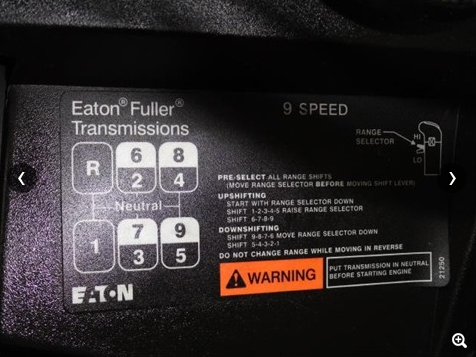 Eaton® Fuller®
Transmissions
9 SPEED
RANGE
SELECTOR
HI
LO
R 6 8
2 4
Neutral
1 7 9
3 5
PRE-SELECT ALL RANGE SHIFTS
(MOVE RANGE SELECTOR BEFORE MOVING SHIFT LEVER)
UPSHIFTING
START WITH RANGE SELECTOR DOWN
SHIFT 1-2-3-4-5 RAISE RANGE SELECTOR
SHIFT 6-7-8-9
DOWNSHIFTING
SHIFT 9-8-7-6 MOVE RANGE SELECTOR DOWN
SHIFT 5-4-3-2-1
DO NOT CHANGE RANGE WHILE MOVING IN REVERSE
WARNING
PUT TRANSMISSION IN NEUTRAL
BEFORE STARTING ENGINE
21250
EATON